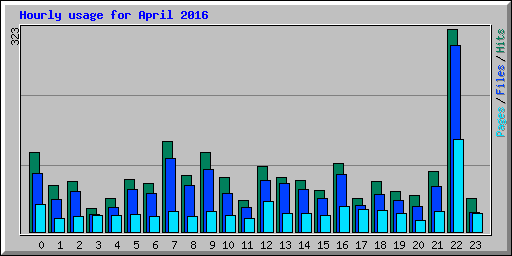 Hourly usage for April 2016
323
Pages / Files / Hits
0 1 2 3 4 5 6 7 8 9 10 11 12 13 14 15 16 17 18 19 20 21 22 23